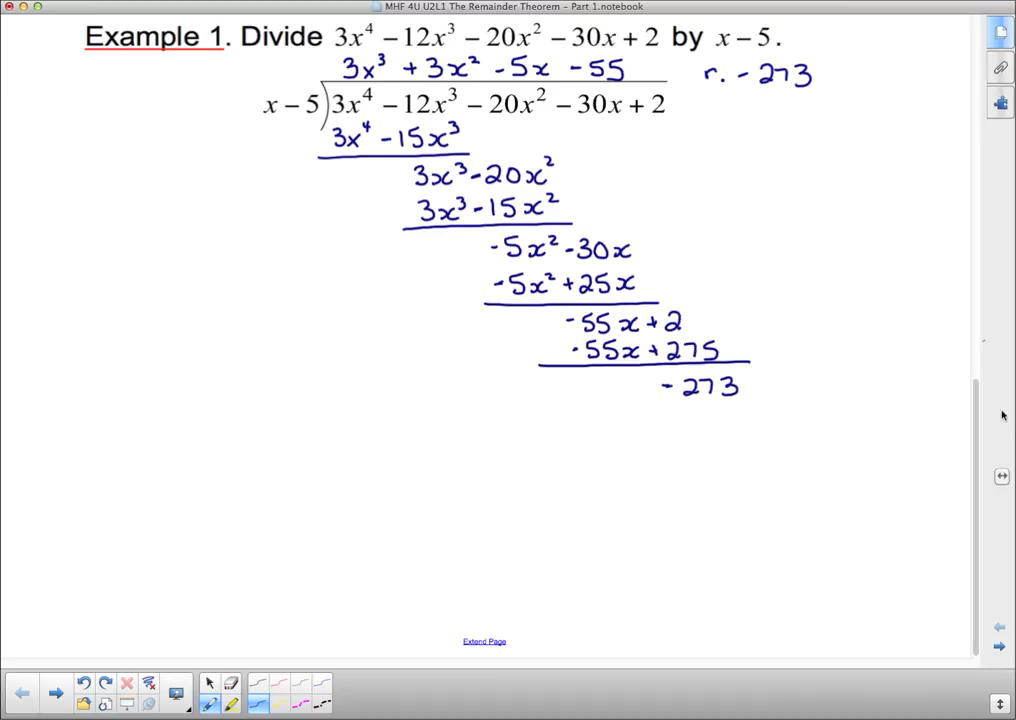 MHF 4U U2L1 The Remainder Theorem - Part 1.notebook
Example 1. Divide 3x⁴ − 12x³ − 20x² − 30x + 2 by x − 5.
3x³ + 3x² - 5x - 55 r. - 273
x − 5)3x⁴ − 12x³ − 20x² − 30x + 2
3x⁴ - 15x³
3x³ - 20x²
3x³ - 15x²
- 5x² - 30x
- 5x² + 25x
- 55x + 2
- 55x + 275
- 273
Extend Page